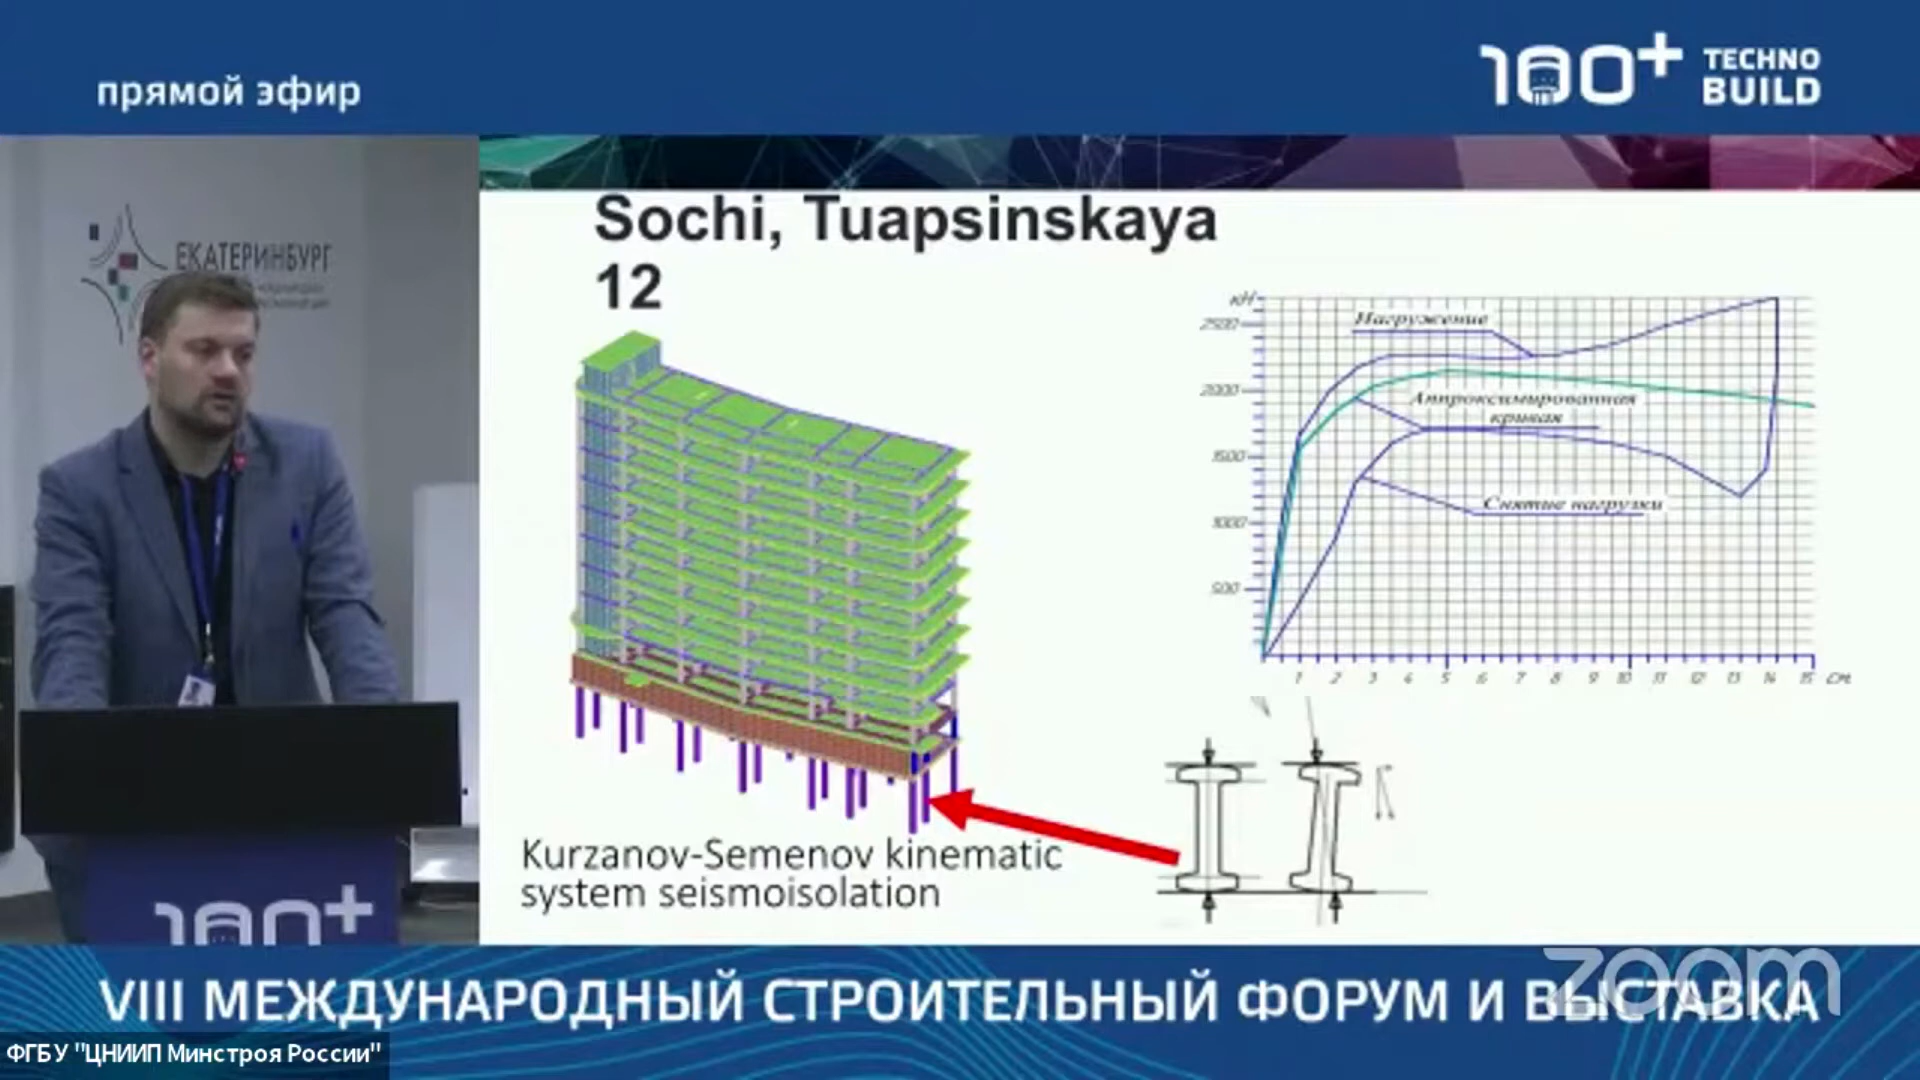 прямой эфир
100+ TECHNO
BUILD
ЕКАТЕРИНБУРГ
Sochi, Tuapsinskaya
12
кН
2500
2000
1500
1000
500
Нагружение
Аппроксимированная
кривая
Снятие нагрузки
1 2 3 4 5 6 7 8 9 10 11 12 13 14 15 см
Kurzanov-Semenov kinematic
system seismoisolation
100+
VIII МЕЖДУНАРОДНЫЙ СТРОИТЕЛЬНЫЙ ФОРУМ И ВЫСТАВКА
zoom
ФГБУ "ЦНИИП Минстроя России"